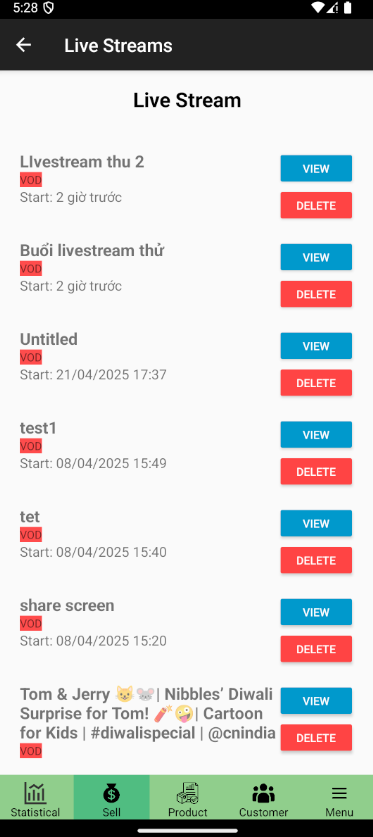 5:28
Live Streams
Live Stream
LIvestream thu 2
VOD
Start: 2 giờ trước
VIEW
DELETE
Buổi livestream thử
VOD
Start: 2 giờ trước
VIEW
DELETE
Untitled
VOD
Start: 21/04/2025 17:37
VIEW
DELETE
test1
VOD
Start: 08/04/2025 15:49
VIEW
DELETE
tet
VOD
Start: 08/04/2025 15:40
VIEW
DELETE
share screen
VOD
Start: 08/04/2025 15:20
VIEW
DELETE
Tom & Jerry 😺🐭| Nibbles’ Diwali
Surprise for Tom! 🧨🤪| Cartoon
for Kids | #diwalispecial | @cnindia
VOD
VIEW
DELETE
Statistical
Sell
Product
Customer
Menu